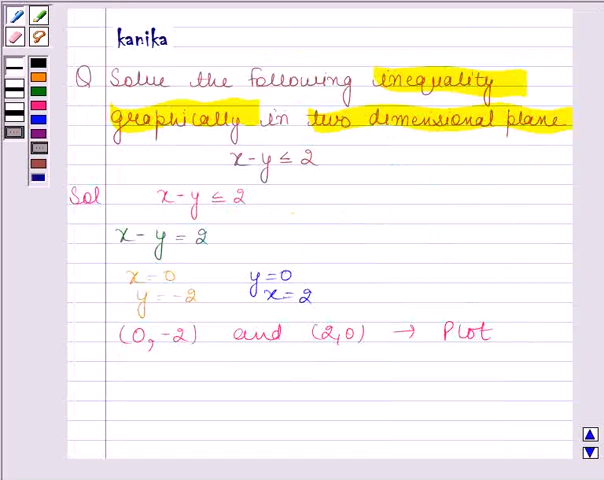 kanika
Q Solve the following inequality
graphically in two dimensional plane
x-y ≤ 2
Sol x-y ≤ 2
x - y = 2
x = 0 y=0
y = -2 x = 2
(0, -2) and (2,0) → Plot